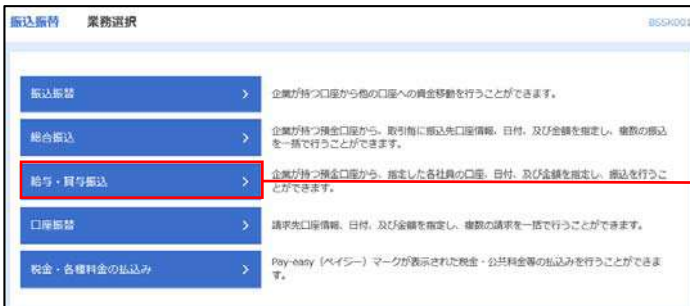 振込振替 業務選択 BSSK001
振込振替
企業が持つ口座から他の口座への資金移動を行うことができます。
総合振込
企業が持つ預金口座から、取引毎に振込先口座情報、日付、及び金額を指定し、複数の振込
を一括で行うことができます。
給与・賞与振込
企業が持つ預金口座から、指定した各社員の口座、日付、及び金額を指定し、振込を行うこ
とができます。
口座振替
請求先口座情報、日付、及び金額を指定し、複数の請求を一括で行うことができます。
税金・各種料金の払込み
Pay-easy（ペイジー）マークが表示された税金・公共料金等の払込みを行うことができま
す。